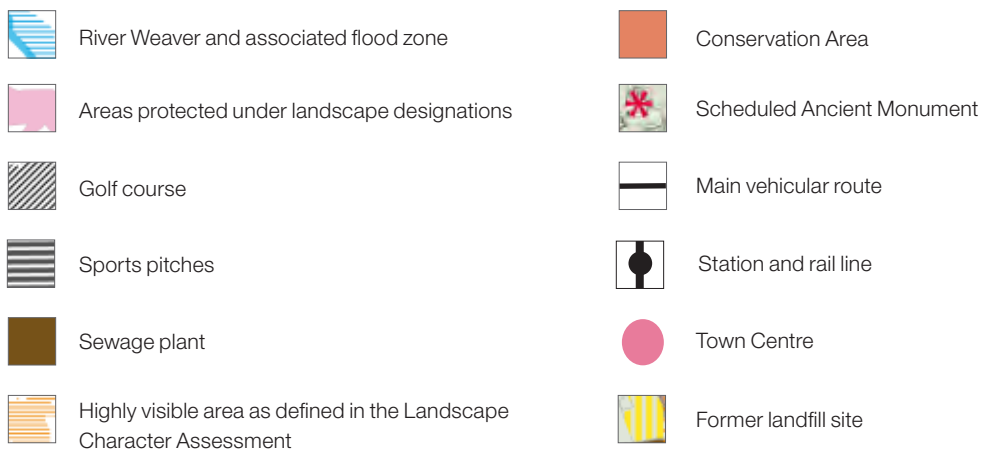 River Weaver and associated flood zone
Areas protected under landscape designations
Golf course
Sports pitches
Sewage plant
Highly visible area as defined in the Landscape
Character Assessment
Conservation Area
Scheduled Ancient Monument
Main vehicular route
Station and rail line
Town Centre
Former landfill site